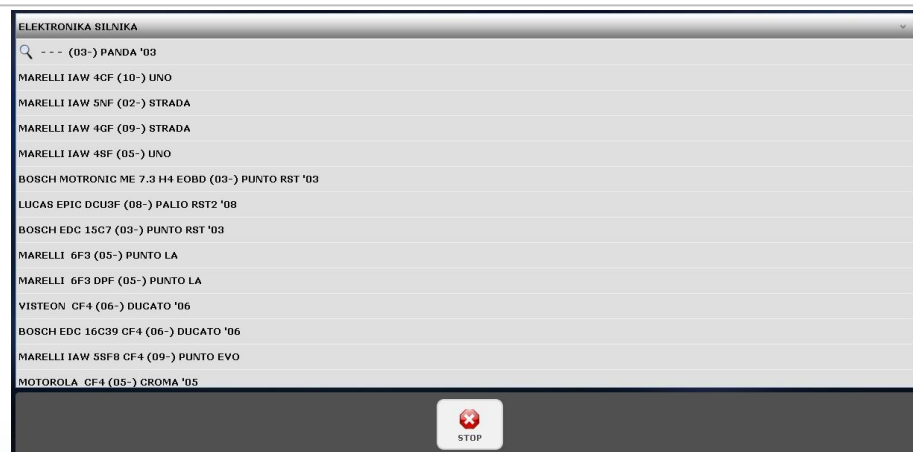 ELEKTRONIKA SILNIKA
--- (03-) PANDA '03
MARELLI IAW 4CF (10-) UNO
MARELLI IAW 5NF (02-) STRADA
MARELLI IAW 4GF (09-) STRADA
MARELLI IAW 4SF (05-) UNO
BOSCH MOTRONIC ME 7.3 H4 EOBD (03-) PUNTO RST '03
LUCAS EPIC DCU3F (08-) PALIO RST2 '08
BOSCH EDC 15C7 (03-) PUNTO RST '03
MARELLI 6F3 (05-) PUNTO LA
MARELLI 6F3 DPF (05-) PUNTO LA
VISTEON CF4 (06-) DUCATO '06
BOSCH EDC 16C39 CF4 (06-) DUCATO '06
MARELLI IAW 5SF8 CF4 (09-) PUNTO EVO
MOTOROLA CF4 (05-) CROMA '05
STOP